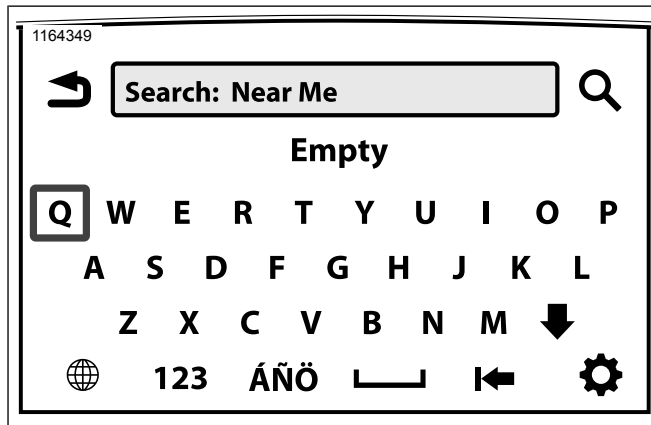 1164349
Search: Near Me
Empty
Q W E R T Y U I O P
A S D F G H J K L
Z X C V B N M
123 ÁÑÖ